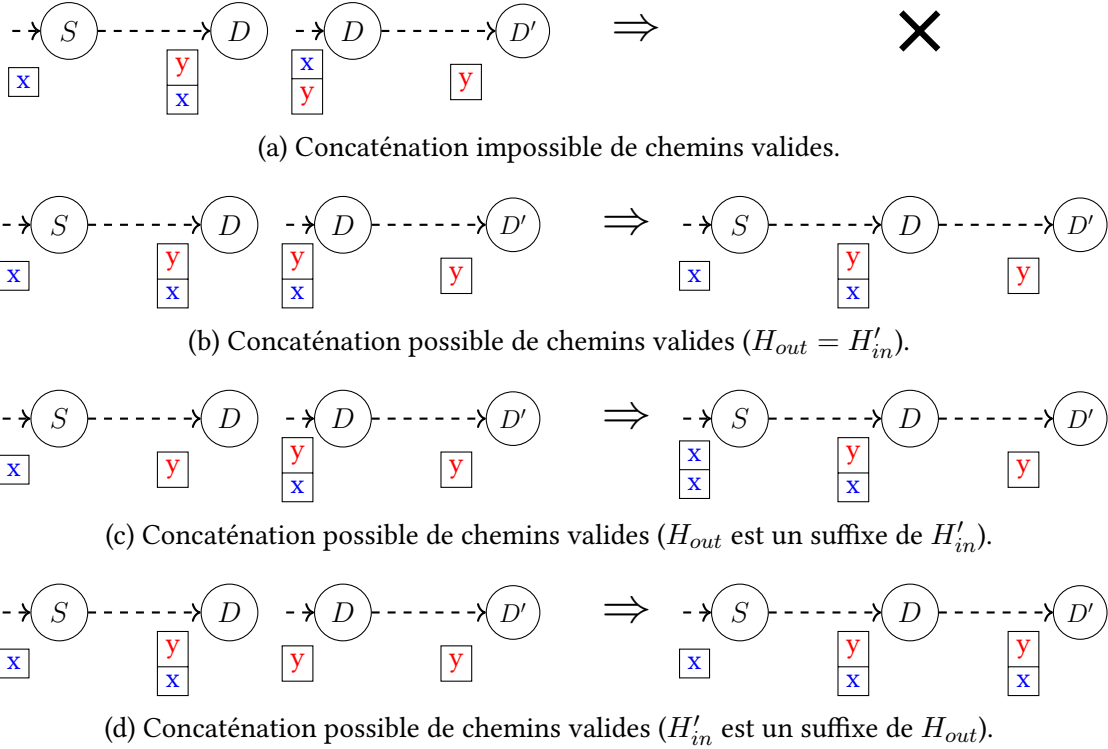 S D D D′ ⇒ ×
x y x y
x y
(a) Concaténation impossible de chemins valides.
S D D D′ ⇒ S D D′
x y y y x y y
x x x
(b) Concaténation possible de chemins valides (H_out = H′_in).
S D D D′ ⇒ S D D′
x y y y x y y
x x x
(c) Concaténation possible de chemins valides (H_out est un suffixe de H′_in).
S D D D′ ⇒ S D D′
x y y y x y y
x x x
(d) Concaténation possible de chemins valides (H′_in est un suffixe de H_out).